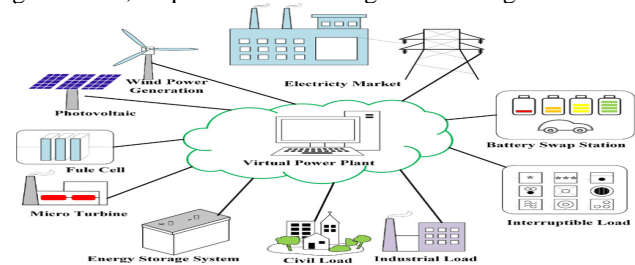 Wind Power
Generation
Electricty Market
Photovoltaic
Battery Swap Station
Virtual Power Plant
Fule Cell
Micro Turbine
Interruptible Load
Energy Storage System
Civil Load
Industrial Load